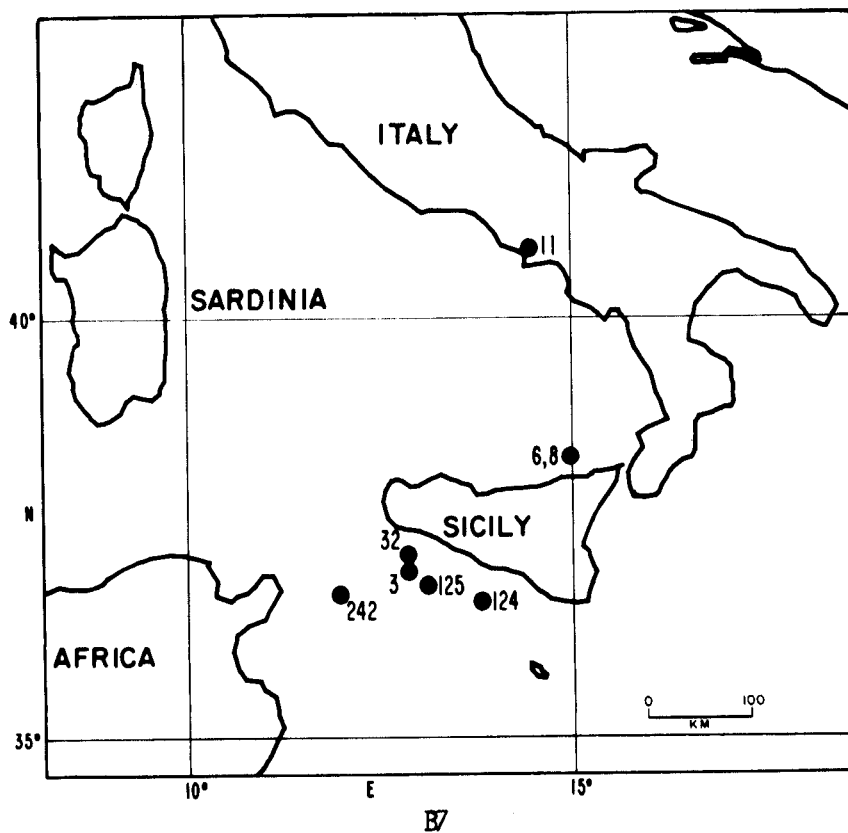 ITALY
11
SARDINIA
40°
6,8
N
SICILY
32
3
125
124
242
AFRICA
0 100
KM
35°
10° E 15°
B7